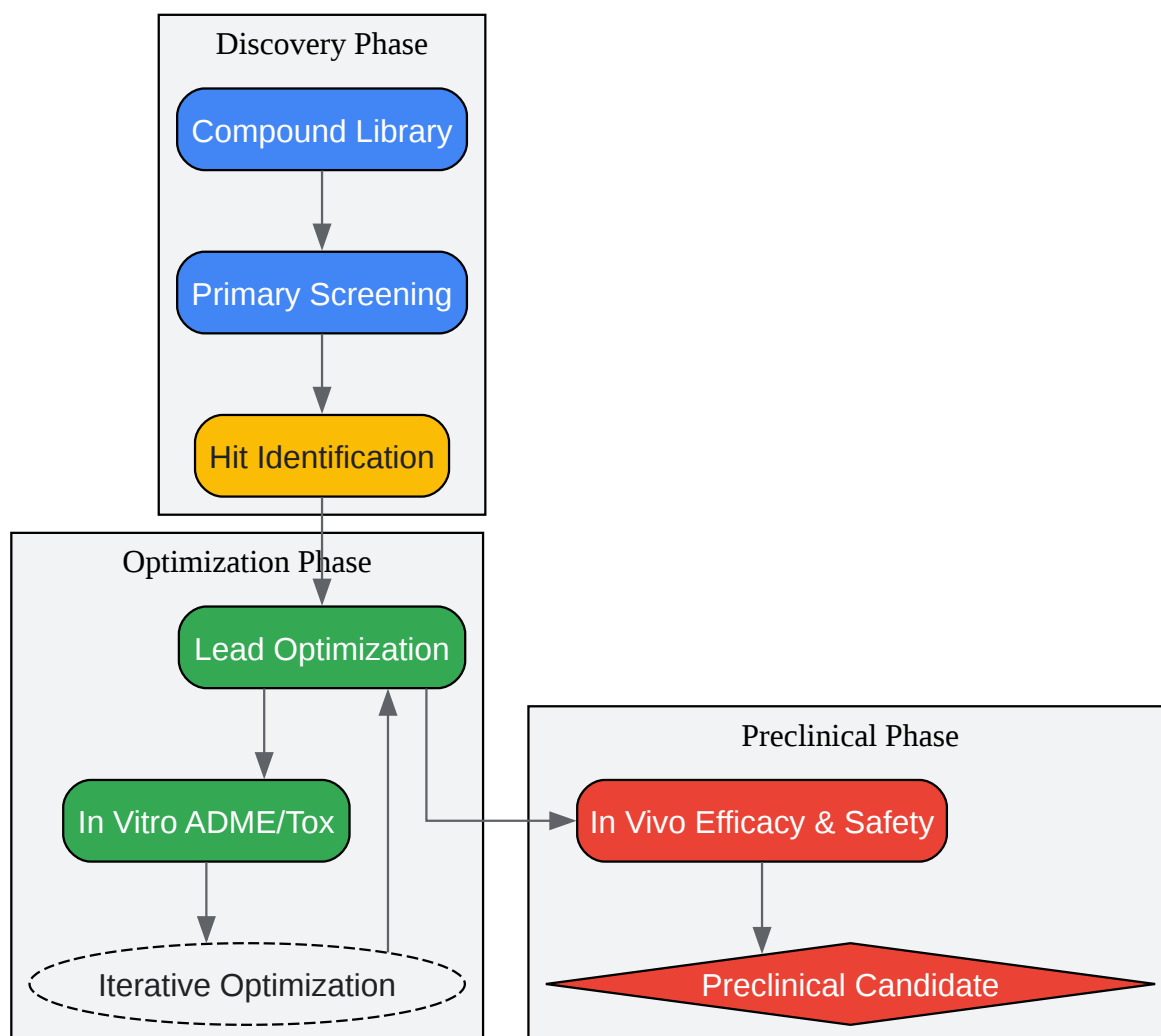 Discovery Phase
Compound Library
Primary Screening
Hit Identification
Optimization Phase
Lead Optimization
In Vitro ADME/Tox
Iterative Optimization
Preclinical Phase
In Vivo Efficacy & Safety
Preclinical Candidate